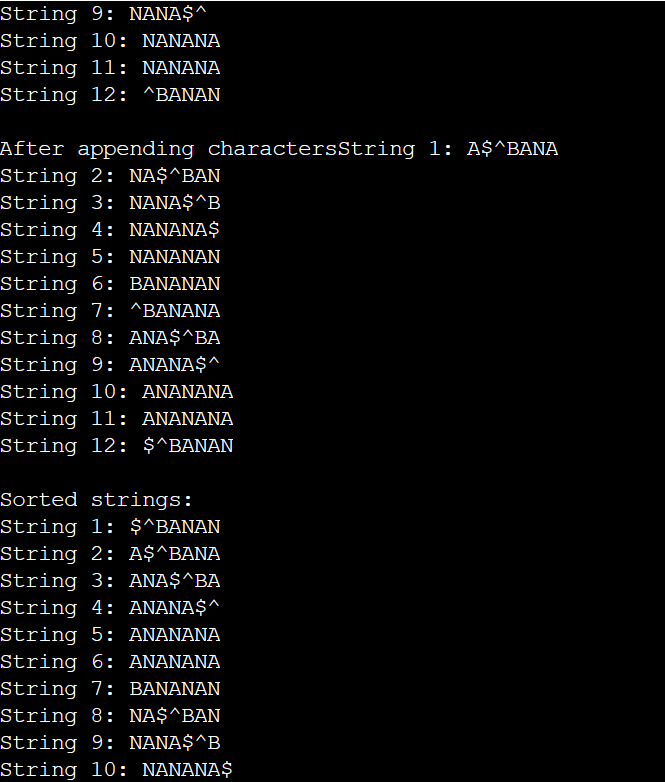 String 9: NANA$^
String 10: NANANA
String 11: NANANA
String 12: ^BANAN

After appending charactersString 1: A$^BANA
String 2: NA$^BAN
String 3: NANA$^B
String 4: NANANA$
String 5: NANANAN
String 6: BANANAN
String 7: ^BANANA
String 8: ANA$^BA
String 9: ANANA$^
String 10: ANANANA
String 11: ANANANA
String 12: $^BANAN

Sorted strings:
String 1: $^BANAN
String 2: A$^BANA
String 3: ANA$^BA
String 4: ANANA$^
String 5: ANANANA
String 6: ANANANA
String 7: BANANAN
String 8: NA$^BAN
String 9: NANA$^B
String 10: NANANA$